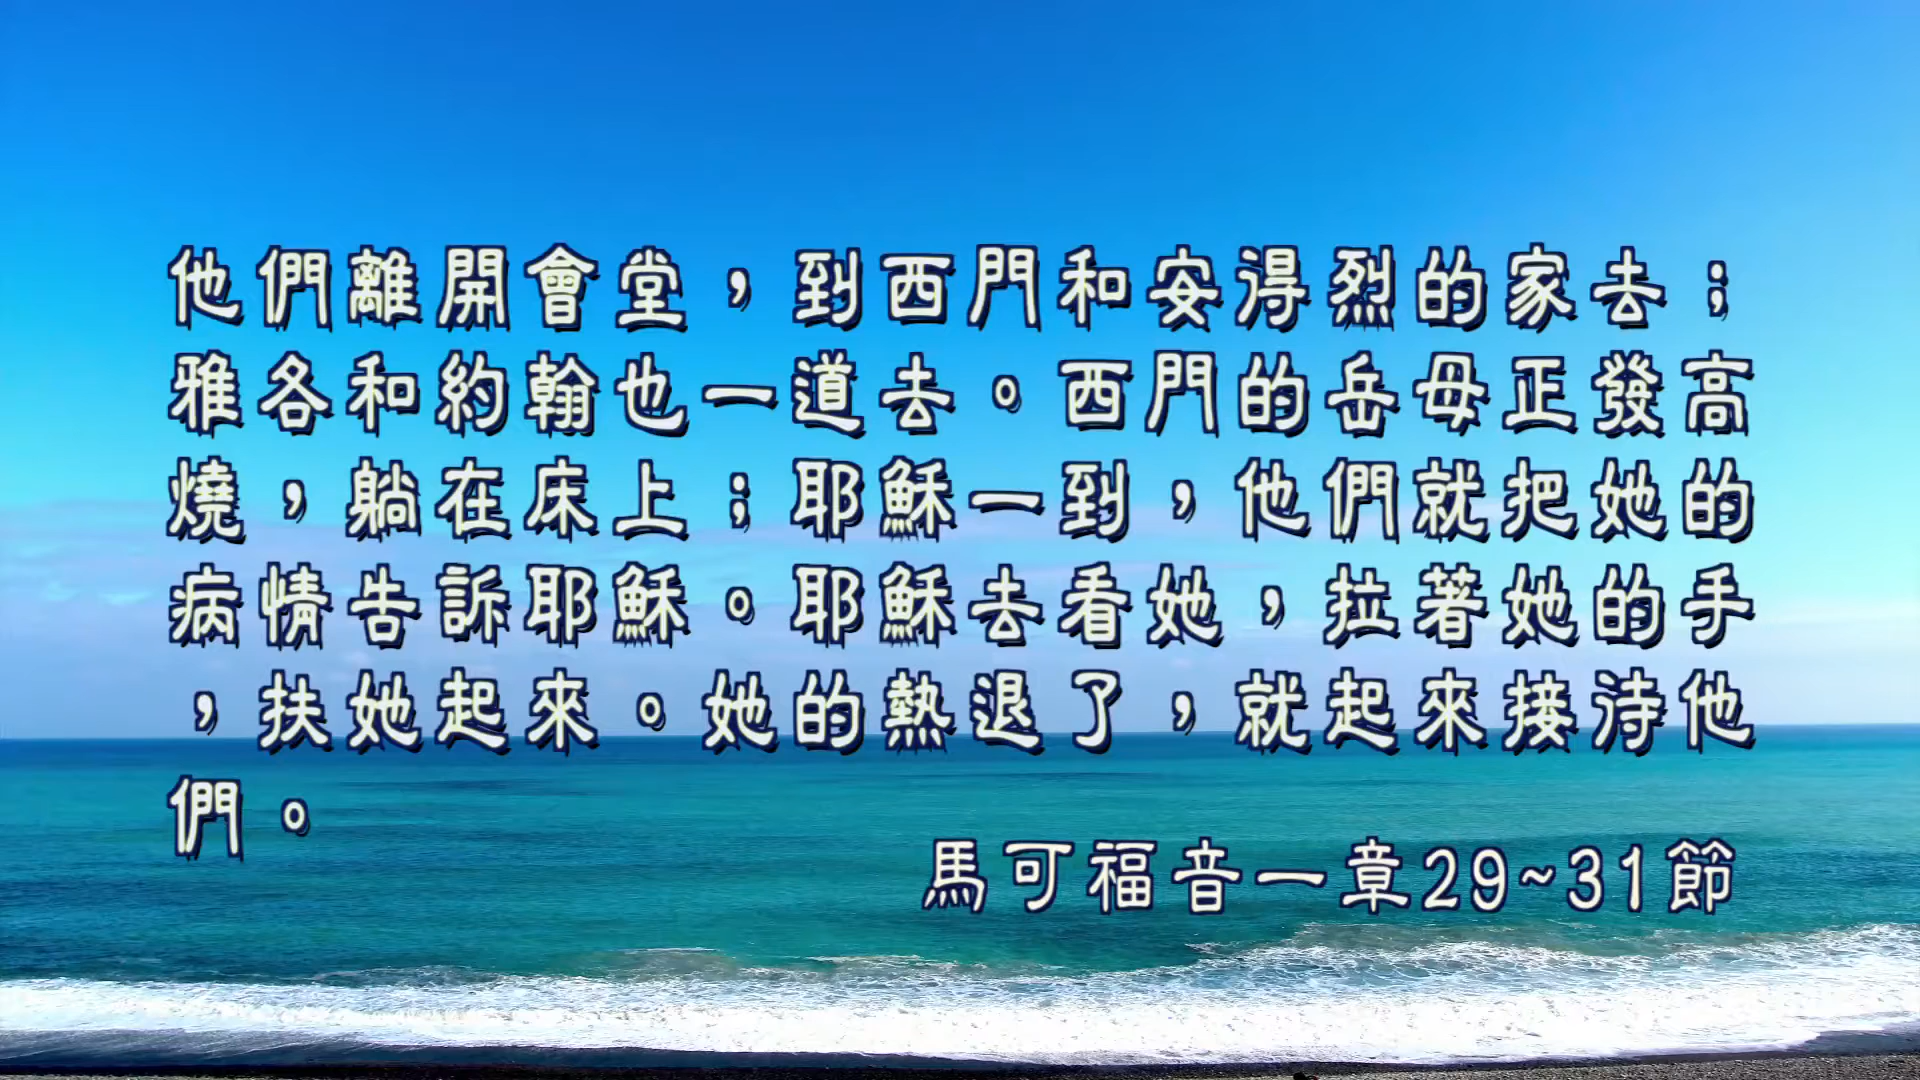 他們離開會堂，到西門和安得烈的家去；
雅各和約翰也一道去。西門的岳母正發高
燒，躺在床上；耶穌一到，他們就把她的
病情告訴耶穌。耶穌去看她，拉著她的手
，扶她起來。她的熱退了，就起來接待他
們。
馬可福音一章29~31節